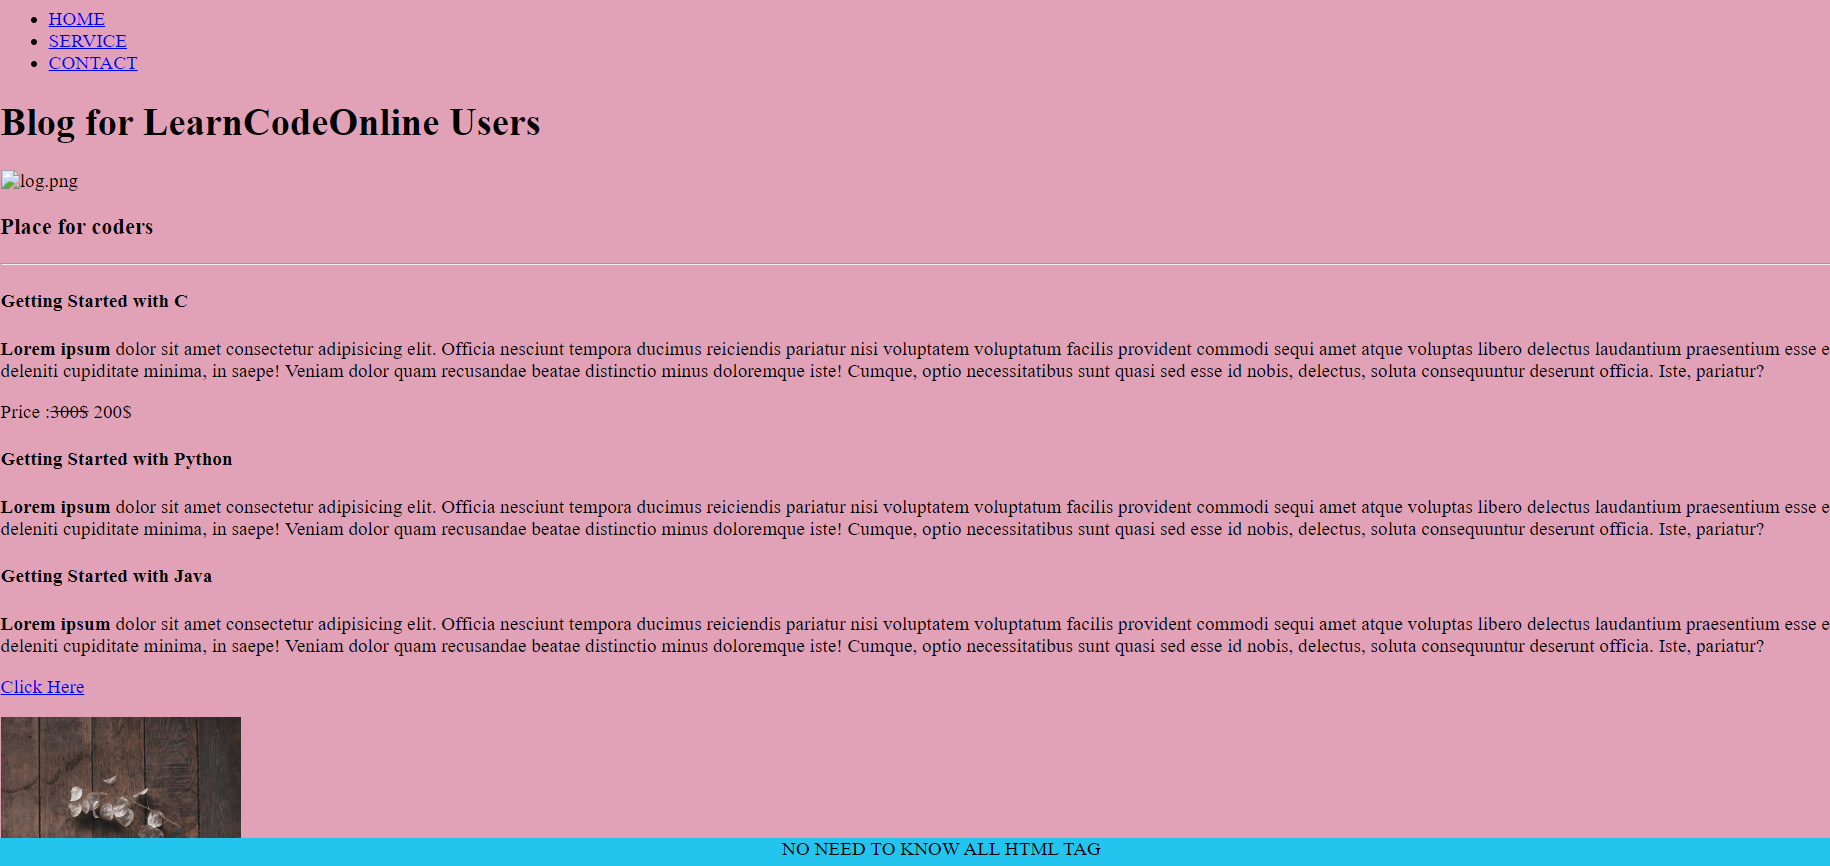 HOME
SERVICE
CONTACT
Blog for LearnCodeOnline Users
log.png
Place for coders
Getting Started with C
Lorem ipsum dolor sit amet consectetur adipisicing elit. Officia nesciunt tempora ducimus reiciendis pariatur nisi voluptatem voluptatum facilis provident commodi sequi amet atque voluptas libero delectus laudantium praesentium esse
deleniti cupiditate minima, in saepe! Veniam dolor quam recusandae beatae distinctio minus doloremque iste! Cumque, optio necessitatibus sunt quasi sed esse id nobis, delectus, soluta consequuntur deserunt officia. Iste, pariatur?
Price :300$ 200$
Getting Started with Python
Lorem ipsum dolor sit amet consectetur adipisicing elit. Officia nesciunt tempora ducimus reiciendis pariatur nisi voluptatem voluptatum facilis provident commodi sequi amet atque voluptas libero delectus laudantium praesentium esse
deleniti cupiditate minima, in saepe! Veniam dolor quam recusandae beatae distinctio minus doloremque iste! Cumque, optio necessitatibus sunt quasi sed esse id nobis, delectus, soluta consequuntur deserunt officia. Iste, pariatur?
Getting Started with Java
Lorem ipsum dolor sit amet consectetur adipisicing elit. Officia nesciunt tempora ducimus reiciendis pariatur nisi voluptatem voluptatum facilis provident commodi sequi amet atque voluptas libero delectus laudantium praesentium esse
deleniti cupiditate minima, in saepe! Veniam dolor quam recusandae beatae distinctio minus doloremque iste! Cumque, optio necessitatibus sunt quasi sed esse id nobis, delectus, soluta consequuntur deserunt officia. Iste, pariatur?
Click Here
NO NEED TO KNOW ALL HTML TAG